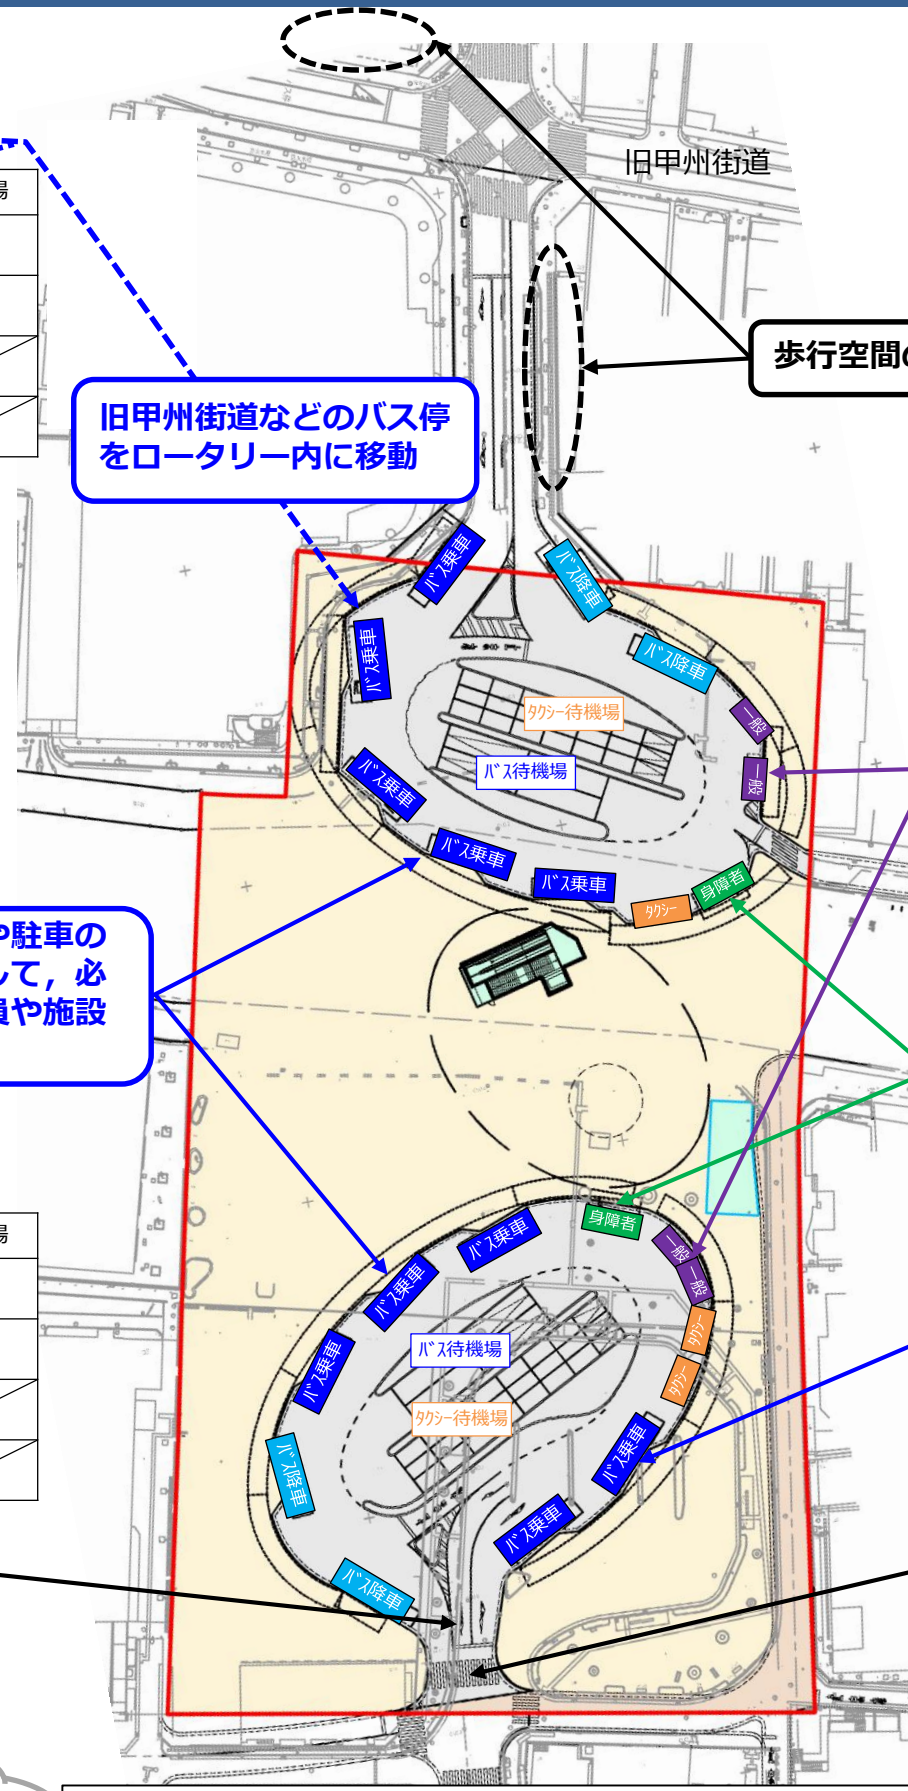 旧甲州街道
場
歩行空間の
旧甲州街道などのバス停
をロータリー内に移動
バス乗車
バス降車
バス乗車
バス降車
タクシー待機場
一般
バス待機場
一般
バス乗車
バス乗車
バス乗車
身障者
タクシー
や駐車の
して，必
員や施設
場
身障者
バス乗車
一般
バス乗車
一般
タクシー
バス待機場
バス乗車
タクシー
タクシー待機場
バス乗車
バス降車
バス乗車
バス降車